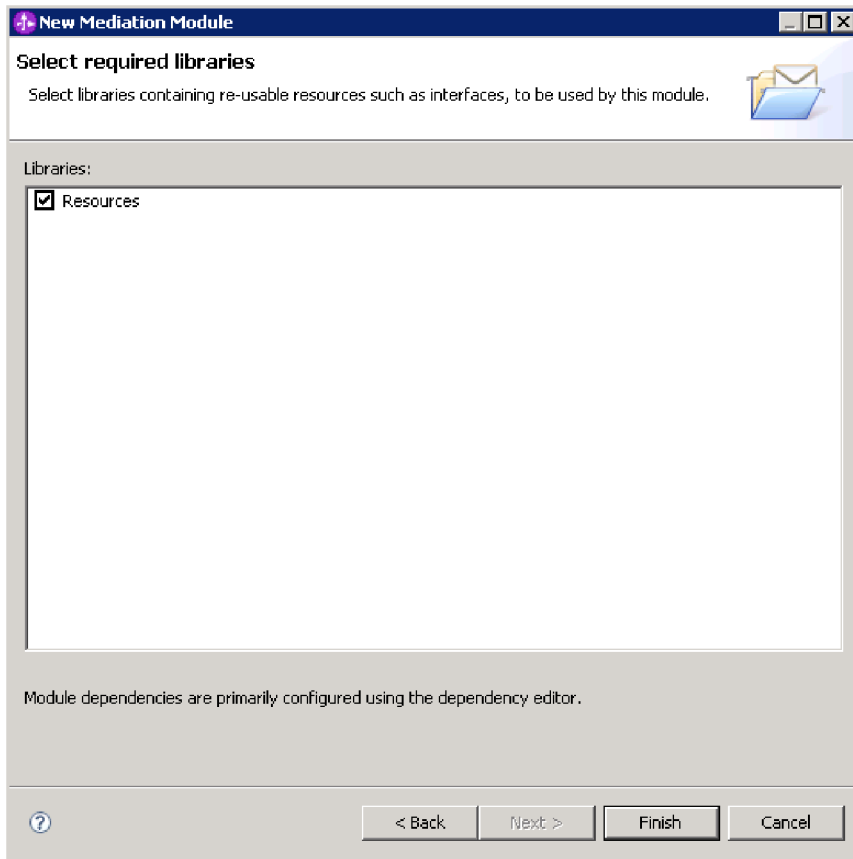 New Mediation Module
Select required libraries
Select libraries containing re-usable resources such as interfaces, to be used by this module.
Libraries:
Resources
Module dependencies are primarily configured using the dependency editor.
? < Back Next > Finish Cancel